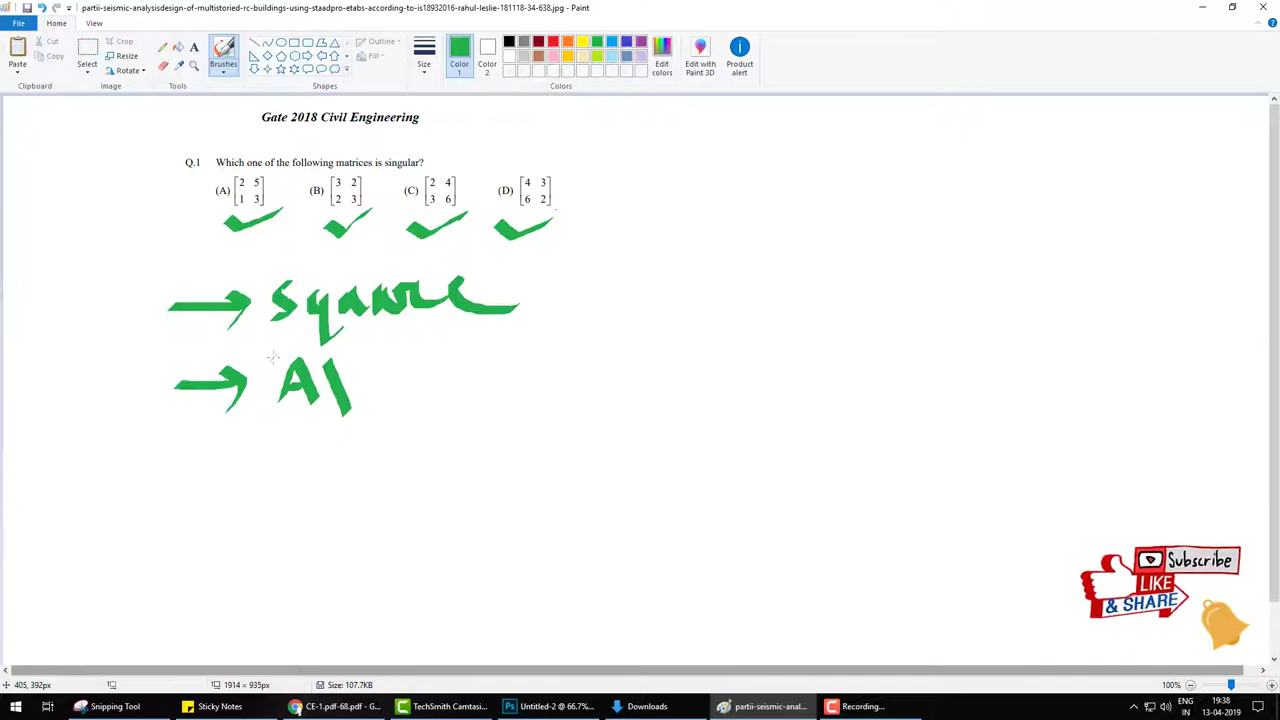 partii-seismic-analysisdesign-of-multistoried-rc-buildings-using-staadpro-etabs-according-to-is18932016-rahul-leslie-181118-34-638.jpg - Paint
File Home View
Paste Cut Copy Select Crop Resize Rotate Brushes Outline Fill Size Color 1 Color 2 Edit colors Edit with Paint 3D Product alert
Clipboard Image Tools Shapes Colors
Gate 2018 Civil Engineering
Q.1 Which one of the following matrices is singular?
(A) [2 5 (B) [3 2 (C) [2 4 (D) [4 3
1 3] 2 3] 3 6] 6 2]
→ Square
→ A|
Subscribe
LIKE
& SHARE
405, 392px 1914 × 935px Size: 107.7KB 100%
Snipping Tool Sticky Notes CE-1.pdf-68.pdf - G... TechSmith Camtasi... Untitled-2 @ 66.7%... Downloads partii-seismic-anal... Recording... ENG 19:38
IN 13-04-2019